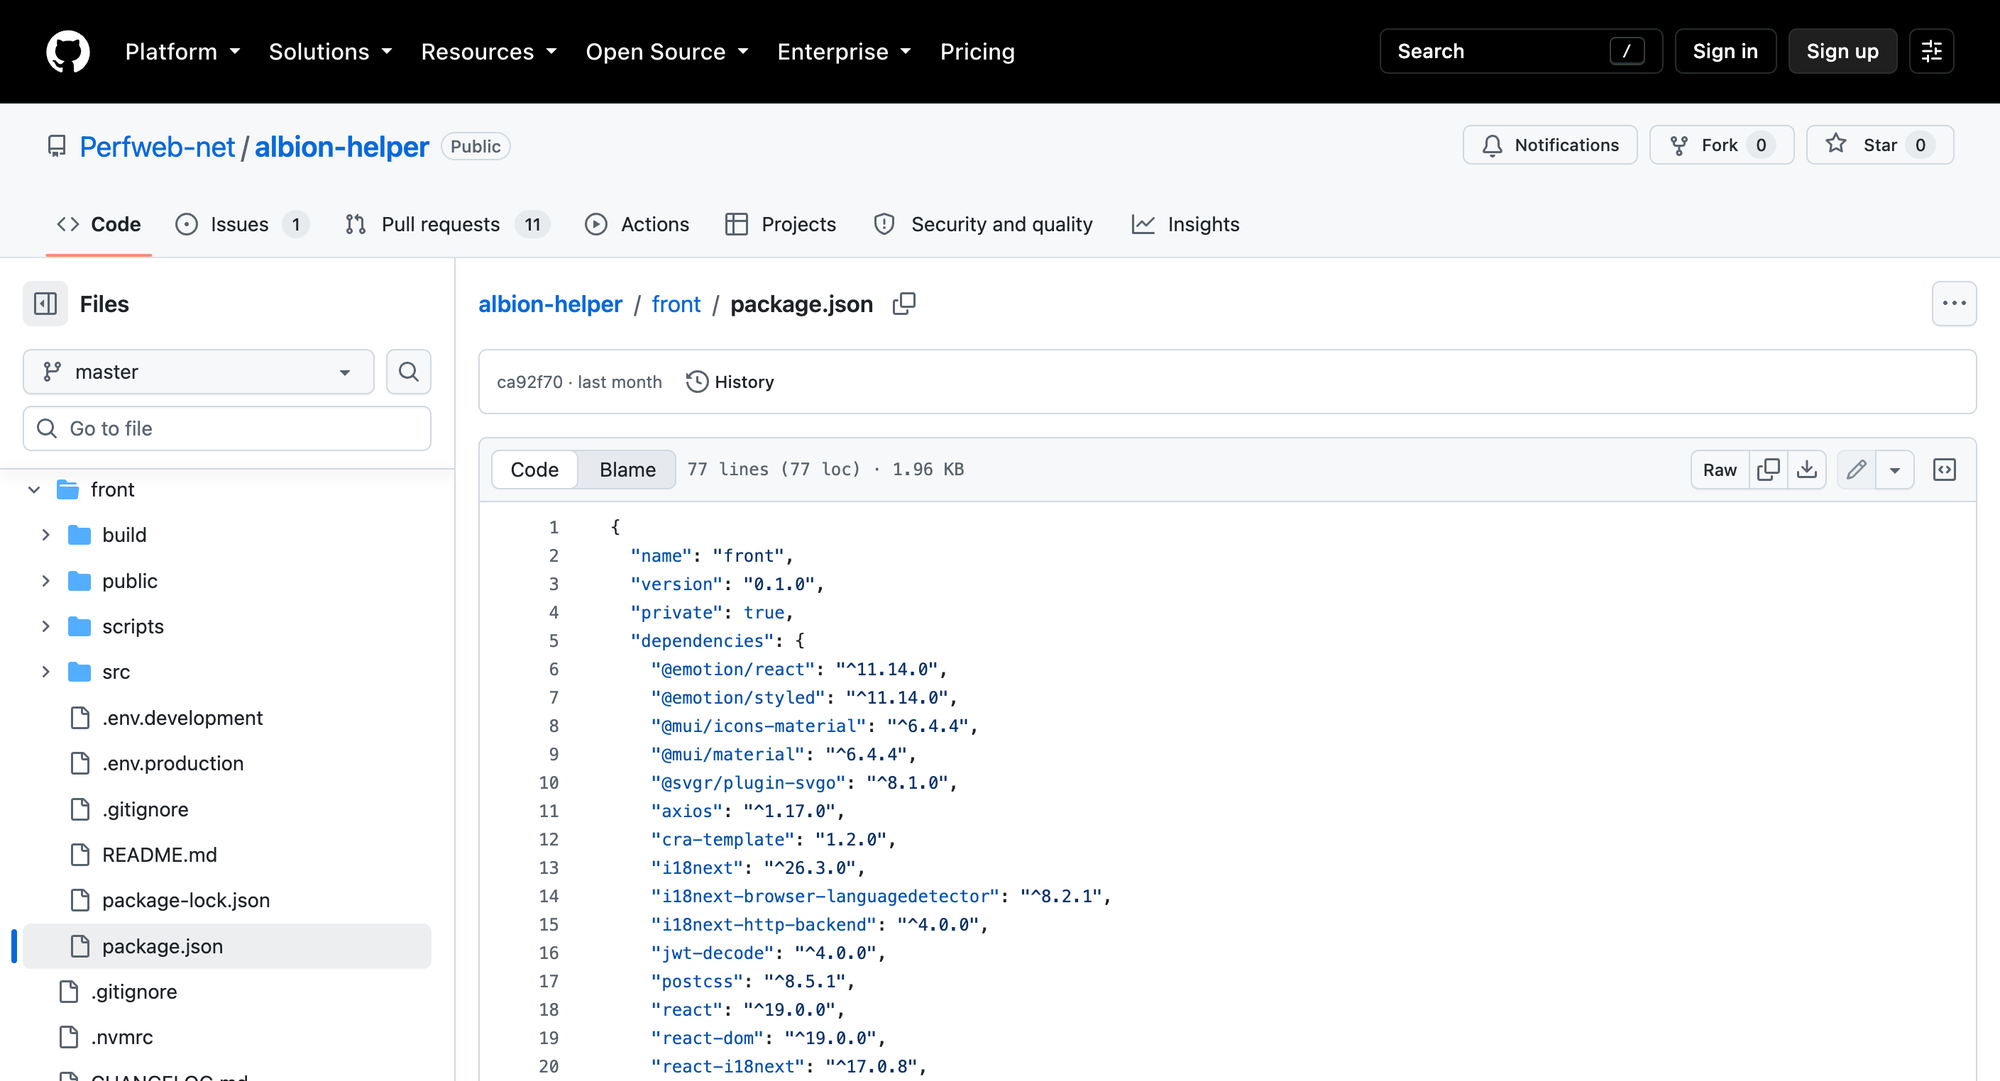 Platform Solutions Resources Open Source Enterprise Pricing Search / Sign in Sign up
Perfweb-net / albion-helper Public Notifications Fork 0 Star 0
Code Issues 1 Pull requests 11 Actions Projects Security and quality Insights
Files
master
Go to file
front
build
public
scripts
src
.env.development
.env.production
.gitignore
README.md
package-lock.json
package.json
.gitignore
.nvmrc
CHANGELOG.md
albion-helper / front / package.json
ca92f70 · last month History
Code Blame 77 lines (77 loc) · 1.96 KB Raw
1 {
2 "name": "front",
3 "version": "0.1.0",
4 "private": true,
5 "dependencies": {
6 "@emotion/react": "^11.14.0",
7 "@emotion/styled": "^11.14.0",
8 "@mui/icons-material": "^6.4.4",
9 "@mui/material": "^6.4.4",
10 "@svgr/plugin-svgo": "^8.1.0",
11 "axios": "^1.17.0",
12 "cra-template": "1.2.0",
13 "i18next": "^26.3.0",
14 "i18next-browser-languagedetector": "^8.2.1",
15 "i18next-http-backend": "^4.0.0",
16 "jwt-decode": "^4.0.0",
17 "postcss": "^8.5.1",
18 "react": "^19.0.0",
19 "react-dom": "^19.0.0",
20 "react-i18next": "^17.0.8",